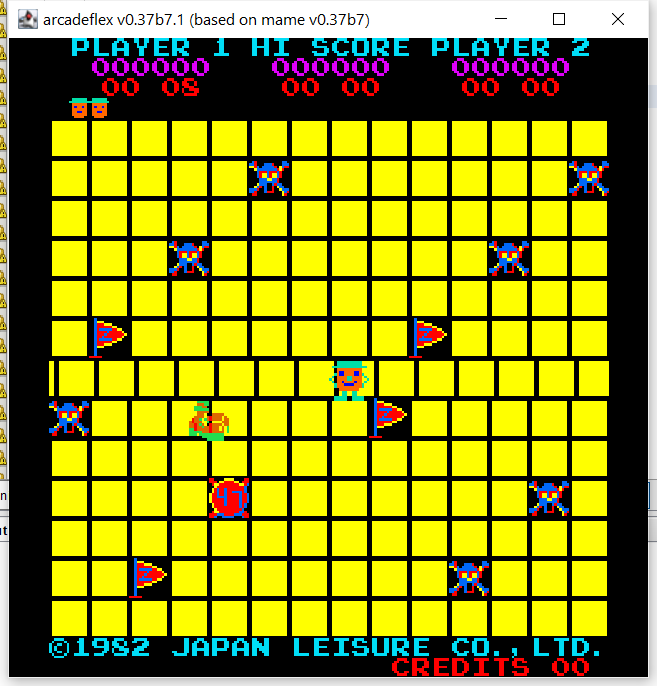 arcadeflex v0.37b7.1 (based on mame v0.37b7)
PLAYER 1 HI SCORE PLAYER 2
000000 000000 000000
00 08 00 00 00 00
Z Z
Z
47
Z
©1982 JAPAN LEISURE CO.,LTD.
CREDITS 00